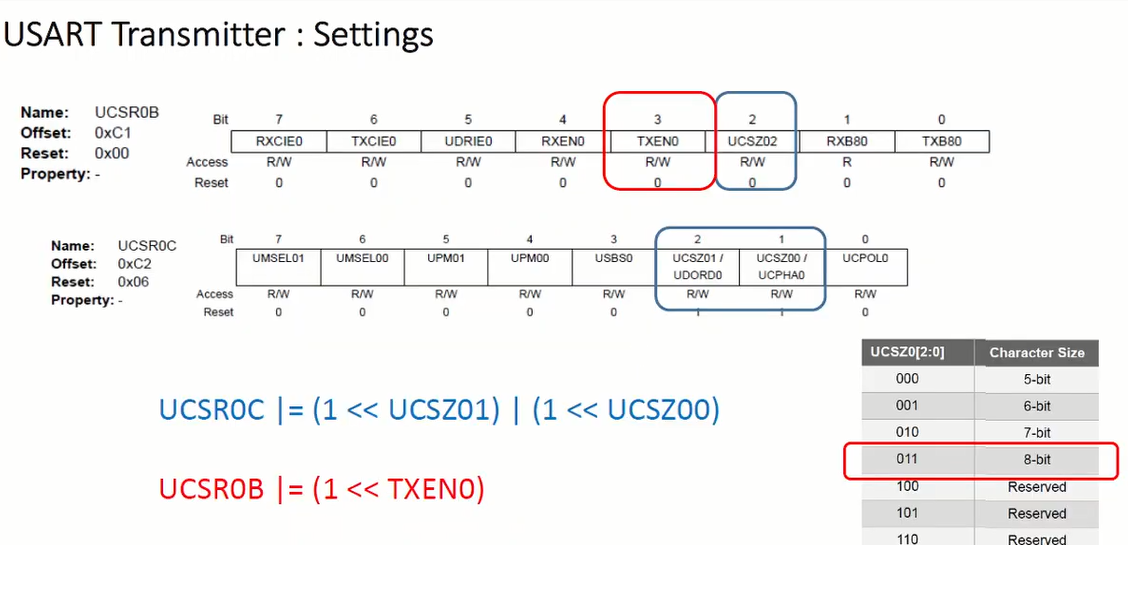 USART Transmitter : Settings
Name: UCSR0B
Offset: 0xC1
Reset: 0x00
Property: -
Bit 7 6 5 4 3 2 1 0
RXCIE0 TXCIE0 UDRIE0 RXEN0 TXEN0 UCSZ02 RXB80 TXB80
Access R/W R/W R/W R/W R/W R/W R R/W
Reset 0 0 0 0 0 0 0 0
Name: UCSR0C
Offset: 0xC2
Reset: 0x06
Property: -
Bit 7 6 5 4 3 2 1 0
UMSEL01 UMSEL00 UPM01 UPM00 USBS0 UCSZ01 / UCSZ00 / UCPOL0
UDORD0 UCPHA0
Access R/W R/W R/W R/W R/W R/W R/W R/W
Reset 0 0 0 0 0 1 1 0
UCSR0C |= (1 << UCSZ01) | (1 << UCSZ00)
UCSR0B |= (1 << TXEN0)
UCSZ0[2:0] Character Size
000 5-bit
001 6-bit
010 7-bit
011 8-bit
100 Reserved
101 Reserved
110 Reserved